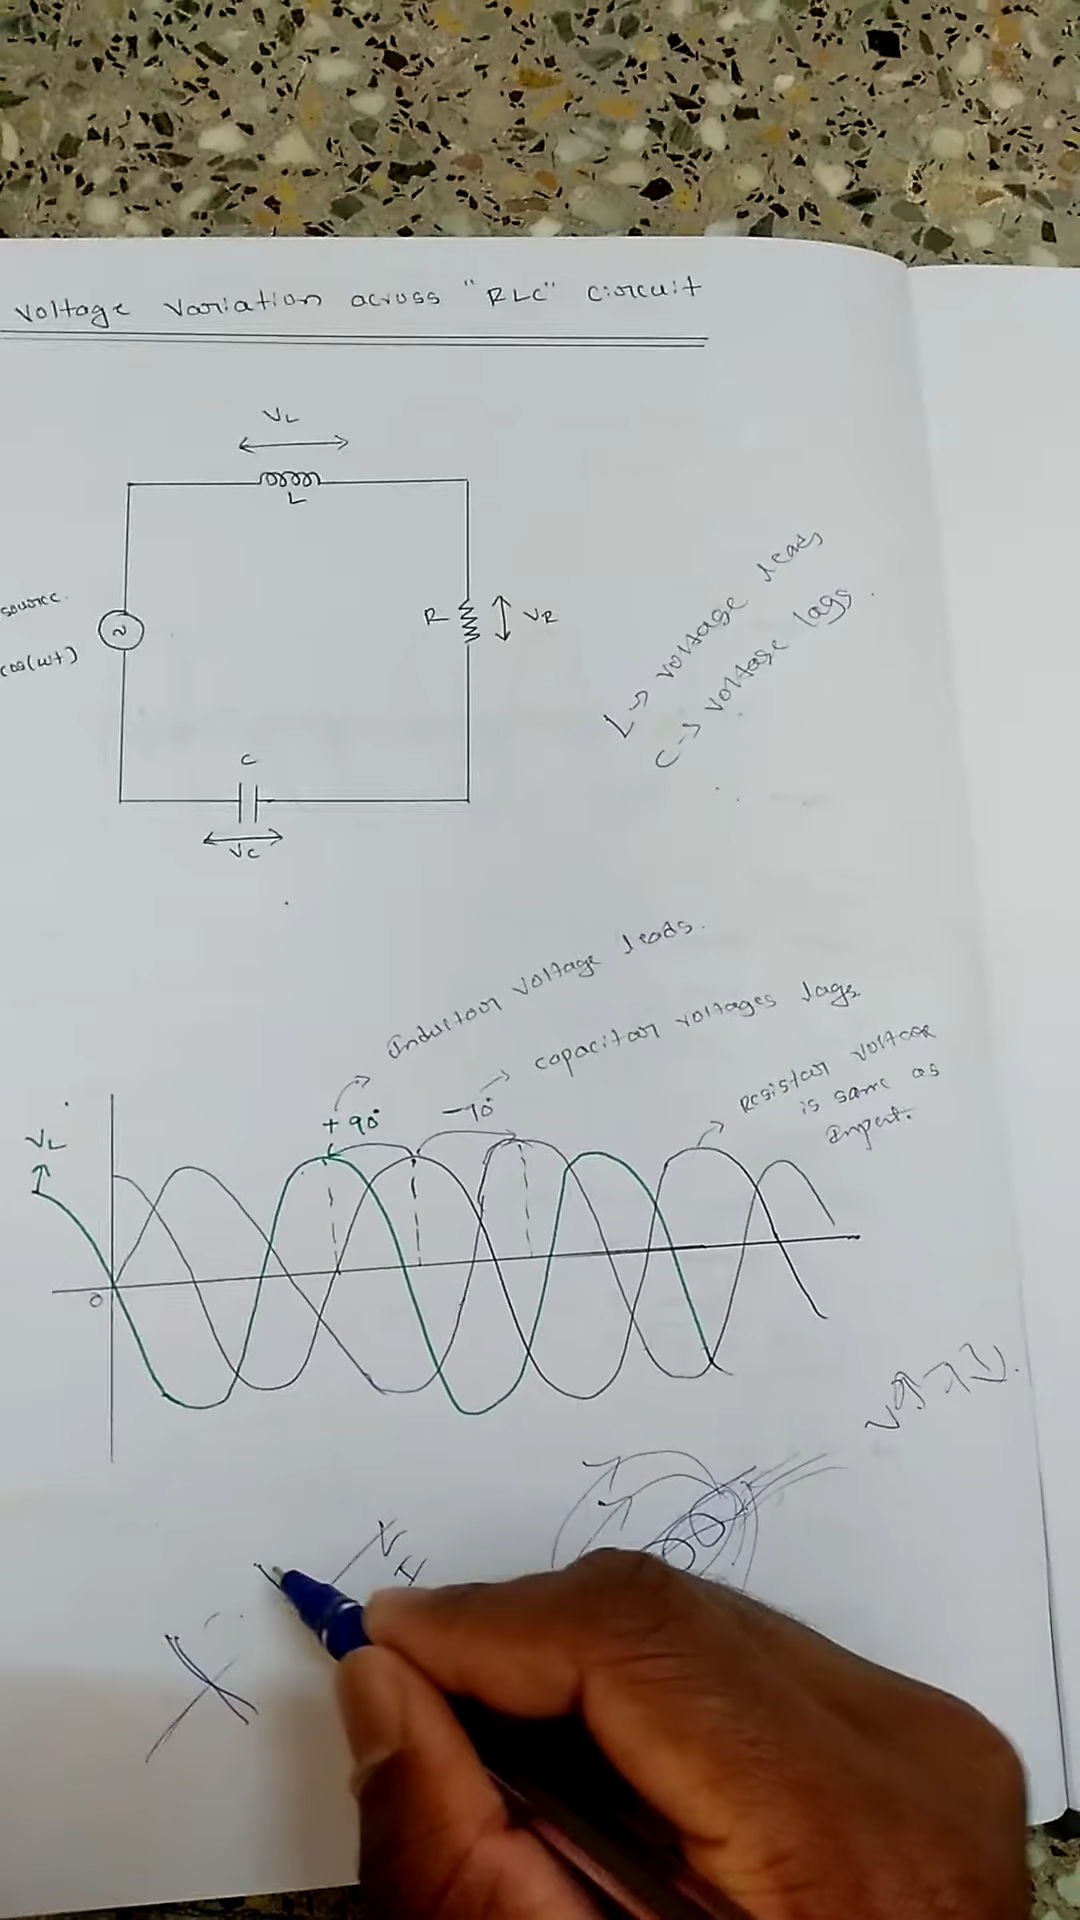 voltage variation across "RLC" circuit
VL
L
source.
cos(ωt)
R
VR
C
VC
L→ voltage leads
C→ voltage lags.
Inductor voltage leads.
capacitor voltages lags.
Resistor voltage
is same as
Input.
+90°
-90°
VL
0
V
I